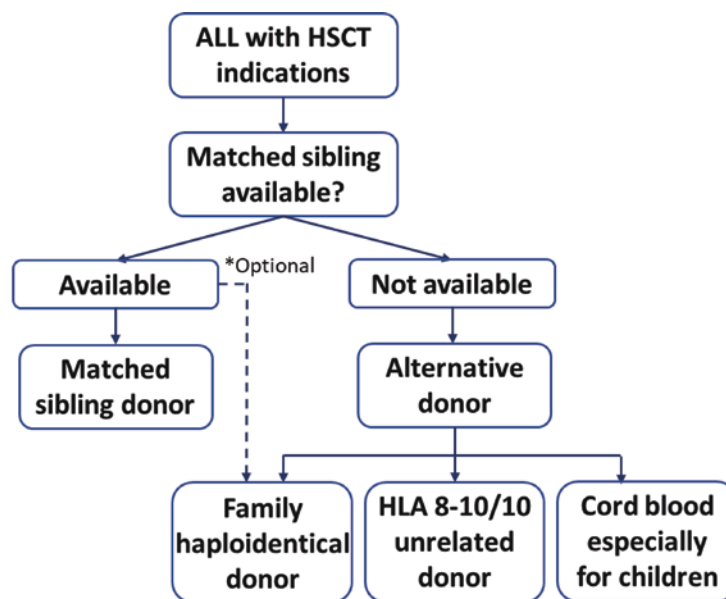 ALL with HSCT
indications
Matched sibling
available?
*Optional
Available
Not available
Matched
sibling donor
Alternative
donor
Family
haploidentical
donor
HLA 8-10/10
unrelated
donor
Cord blood
especially
for children